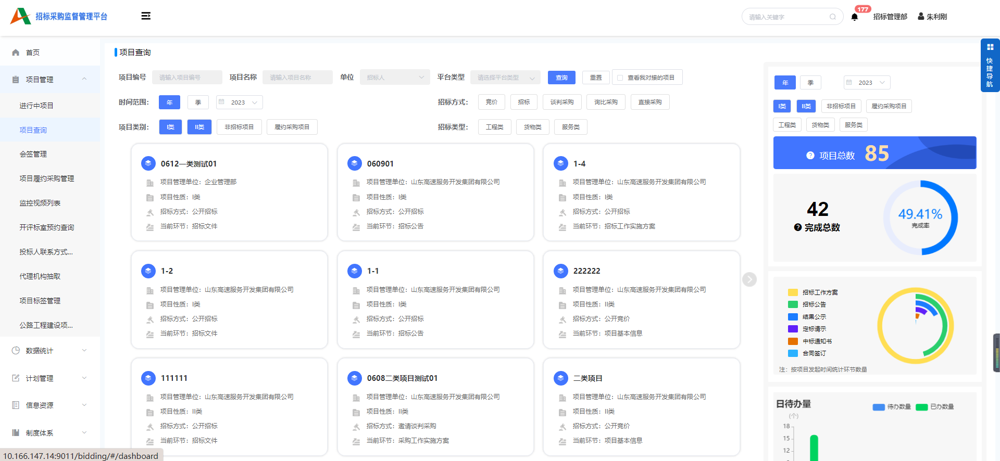 招标采购监督管理平台
请输入关键字
177
招标管理部
朱利刚
首页
项目管理
进行中项目
项目查询
会签管理
项目履约采购管理
监控视频列表
开评标室预约查询
投标人联系方式...
代理机构抽取
项目标签管理
公路工程建设项...
数据统计
计划管理
信息资源
制度体系
项目查询
项目编号 请输入项目编号 项目名称 请输入项目名称 单位 招标人 平台类型 请选择平台类型 查询 重置 查看我对接的项目
时间范围: 年 季 2023 招标方式: 竞价 招标 谈判采购 询比采购 直接采购
项目类别: I类 II类 非招标项目 履约采购项目 招标类型: 工程类 货物类 服务类
0612一类测试01
项目管理单位: 企业管理部
项目性质: I类
招标方式: 公开招标
当前环节: 招标文件
060901
项目管理单位: 山东高速服务开发集团有限公司
项目性质: I类
招标方式: 公开招标
当前环节: 招标公告
1-4
项目管理单位: 山东高速服务开发集团有限公司
项目性质: I类
招标方式: 公开招标
当前环节: 招标工作实施方案
1-2
项目管理单位: 山东高速服务开发集团有限公司
项目性质: I类
招标方式: 公开招标
当前环节: 招标文件
1-1
项目管理单位: 山东高速服务开发集团有限公司
项目性质: I类
招标方式: 公开招标
当前环节: 招标公告
222222
项目管理单位: 山东高速服务开发集团有限公司
项目性质: II类
招标方式: 公开竞价
当前环节: 项目基本信息
111111
项目管理单位: 山东高速服务开发集团有限公司
项目性质: II类
招标方式: 公开招标
当前环节: 招标文件
0608二类项目测试01
项目管理单位: 山东高速服务开发集团有限公司
项目性质: II类
招标方式: 邀请谈判采购
当前环节: 采购工作实施方案
二类项目
项目管理单位: 山东高速服务开发集团有限公司
项目性质: II类
招标方式: 公开竞价
当前环节: 项目基本信息
年 季 2023
I类 II类 非招标项目 履约采购项目
工程类 货物类 服务类
项目总数 85
42
完成总数
49.41%
完成率
招标工作方案
招标公告
结果公示
定标请示
中标通知书
合同签订
注: 按项目发起时间统计环节数量
日待办量
待办数量 已办数量
(个)
18
15
12
快捷导航
10.166.147.14:9011/bidding/#/dashboard